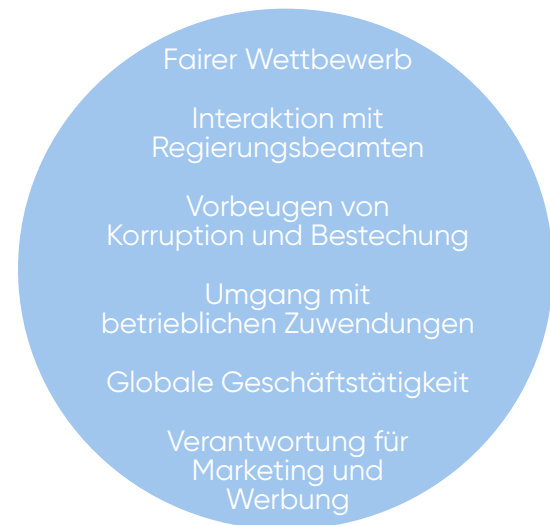 Fairer Wettbewerb
Interaktion mit
Regierungsbeamten
Vorbeugen von
Korruption und Bestechung
Umgang mit
betrieblichen Zuwendungen
Globale Geschäftstätigkeit
Verantwortung für
Marketing und
Werbung